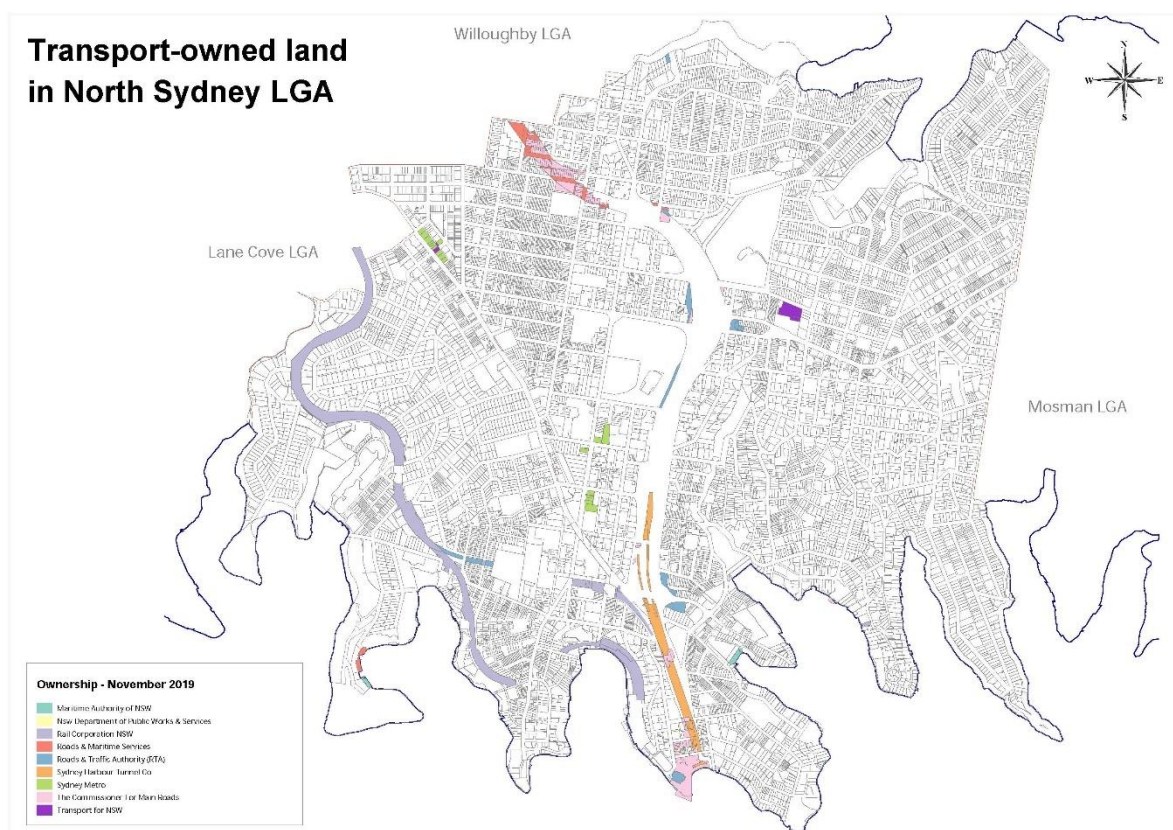 Transport-owned land
in North Sydney LGA
Willoughby LGA
N
W E
S
Lane Cove LGA
Mosman LGA
Ownership - November 2019
Maritime Authority of NSW
Nsw Department of Public Works & Services
Rail Corporation NSW
Roads & Maritime Services
Roads & Traffic Authority (RTA)
Sydney Harbour Tunnel Co
Sydney Metro
The Commissioner For Main Roads
Transport for NSW